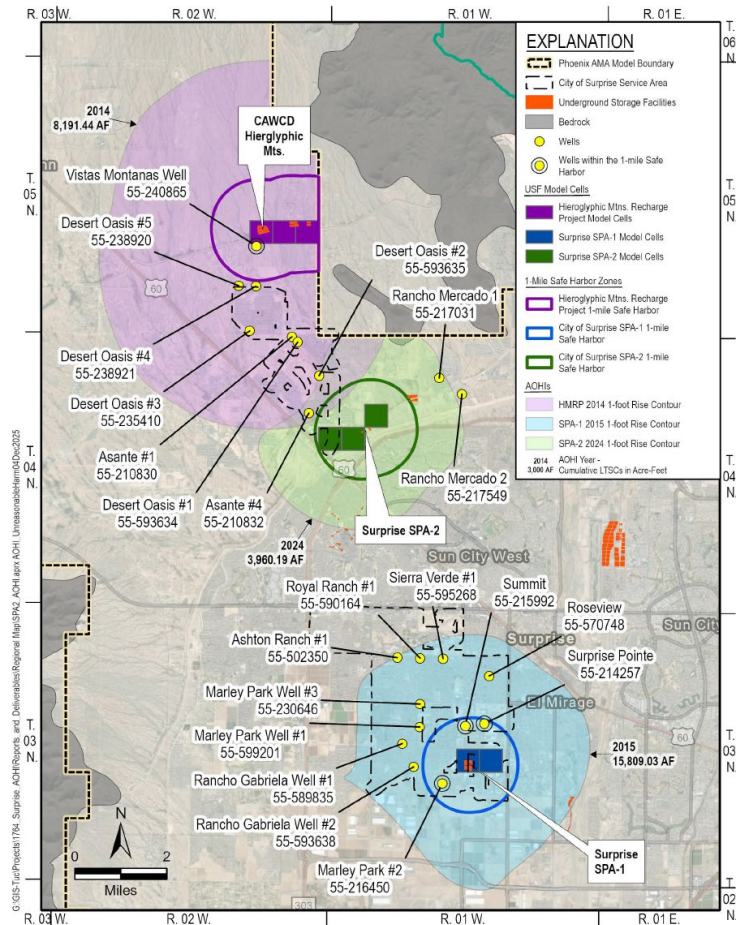 R. 03 W.
R. 02 W.
R. 01 W.
R. 01 E.
T.
06
N.
EXPLANATION
Phoenix AMA Model Boundary
City of Surprise Service Area
Underground Storage Facilities
Bedrock
Wells
Wells within the 1-mile Safe
Harbor
USF Model Cells
Hieroglyphic Mtns. Recharge
Project Model Cells
Surprise SPA-1 Model Cells
Surprise SPA-2 Model Cells
1-Mile Safe Harbor Zones
Hieroglyphic Mtns. Recharge
Project 1-mile Safe Harbor
City of Surprise SPA-1 1-mile
Safe Harbor
City of Surprise SPA-2 1-mile
Safe Harbor
AOHIs
HMRP 2014 1-foot Rise Contour
SPA-1 2015 1-foot Rise Contour
SPA-2 2024 1-foot Rise Contour
2014
3,000 AF
AOHI Year -
Cumulative LTSCs in Acre-Feet
2014
8,191.44 AF
CAWCD
Hierglyphic
Mts.
T.
05
N.
T.
05
N.
Vistas Montanas Well
55-240865
Desert Oasis #5
55-238920
Desert Oasis #2
55-593635
60
Rancho Mercado 1
55-217031
Desert Oasis #4
55-238921
Desert Oasis #3
55-235410
Asante #1
55-210830
T.
04
N.
T.
04
N.
Desert Oasis #1
55-593634
Asante #4
55-210832
60
Rancho Mercado 2
55-217549
Surprise SPA-2
2024
3,960.19 AF
Sun City West
Royal Ranch #1
55-590164
Sierra Verde #1
55-595268
Summit
55-215992
Roseview
55-570748
Sun City
Ashton Ranch #1
55-502350
Surprise
Surprise Pointe
55-214257
Marley Park Well #3
55-230646
El Mirage
T.
03
N.
T.
03
N.
60
Marley Park Well #1
55-599201
2015
15,809.03 AF
Rancho Gabriela Well #1
55-589835
Rancho Gabriela Well #2
55-593638
N
0
2
Miles
Marley Park #2
55-216450
Surprise
SPA-1
303
T.
02
N.
R. 03 W.
R. 02 W.
R. 01 W.
R. 01 E.